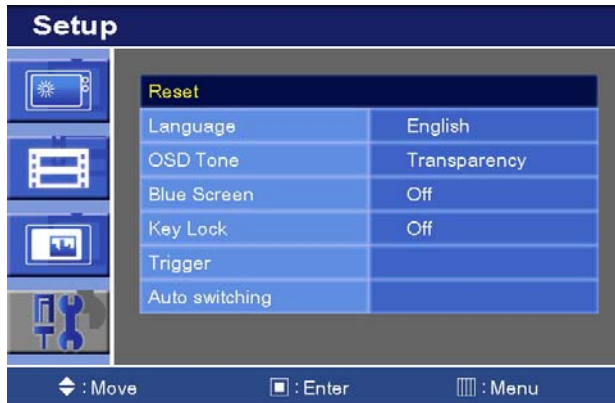 Setup
Reset
Language English
OSD Tone Transparency
Blue Screen Off
Key Lock Off
Trigger
Auto switching
: Move : Enter : Menu